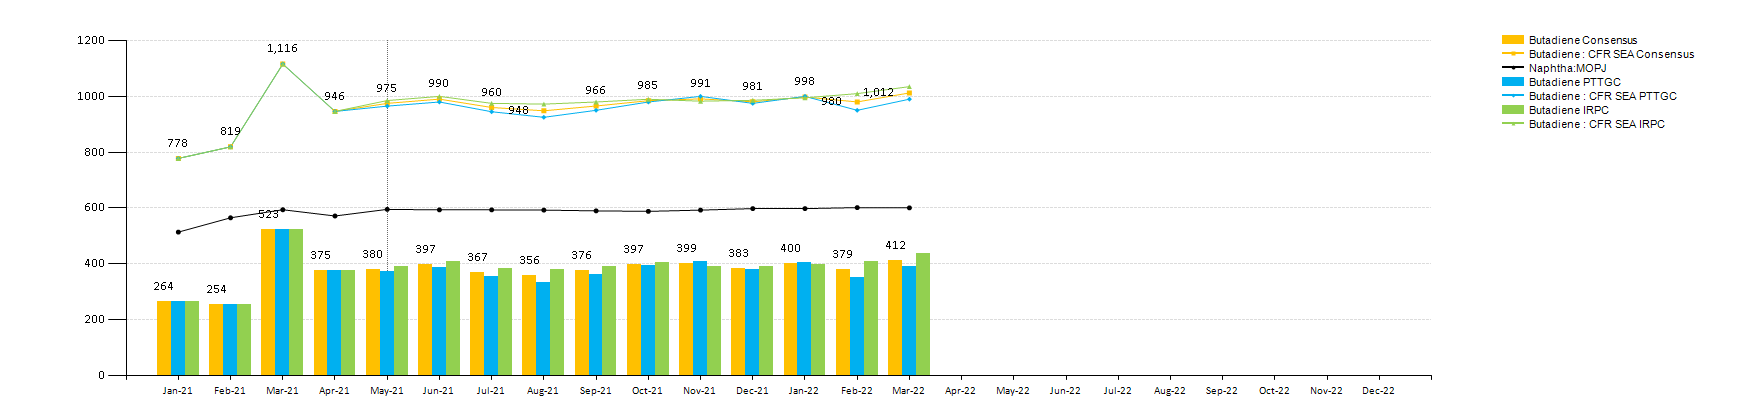 1200
1000
800
600
400
200
0
778
819
1,116
946
975
990
960
948
966
985
991
981
998
980
1,012
264
254
523
375
380
397
367
356
376
397
399
383
400
379
412
Jan-21
Feb-21
Mar-21
Apr-21
May-21
Jun-21
Jul-21
Aug-21
Sep-21
Oct-21
Nov-21
Dec-21
Jan-22
Feb-22
Mar-22
Apr-22
May-22
Jun-22
Jul-22
Aug-22
Sep-22
Oct-22
Nov-22
Dec-22
Butadiene Consensus
Butadiene : CFR SEA Consensus
Naphtha:MOPJ
Butadiene PTTGC
Butadiene : CFR SEA PTTGC
Butadiene IRPC
Butadiene : CFR SEA IRPC